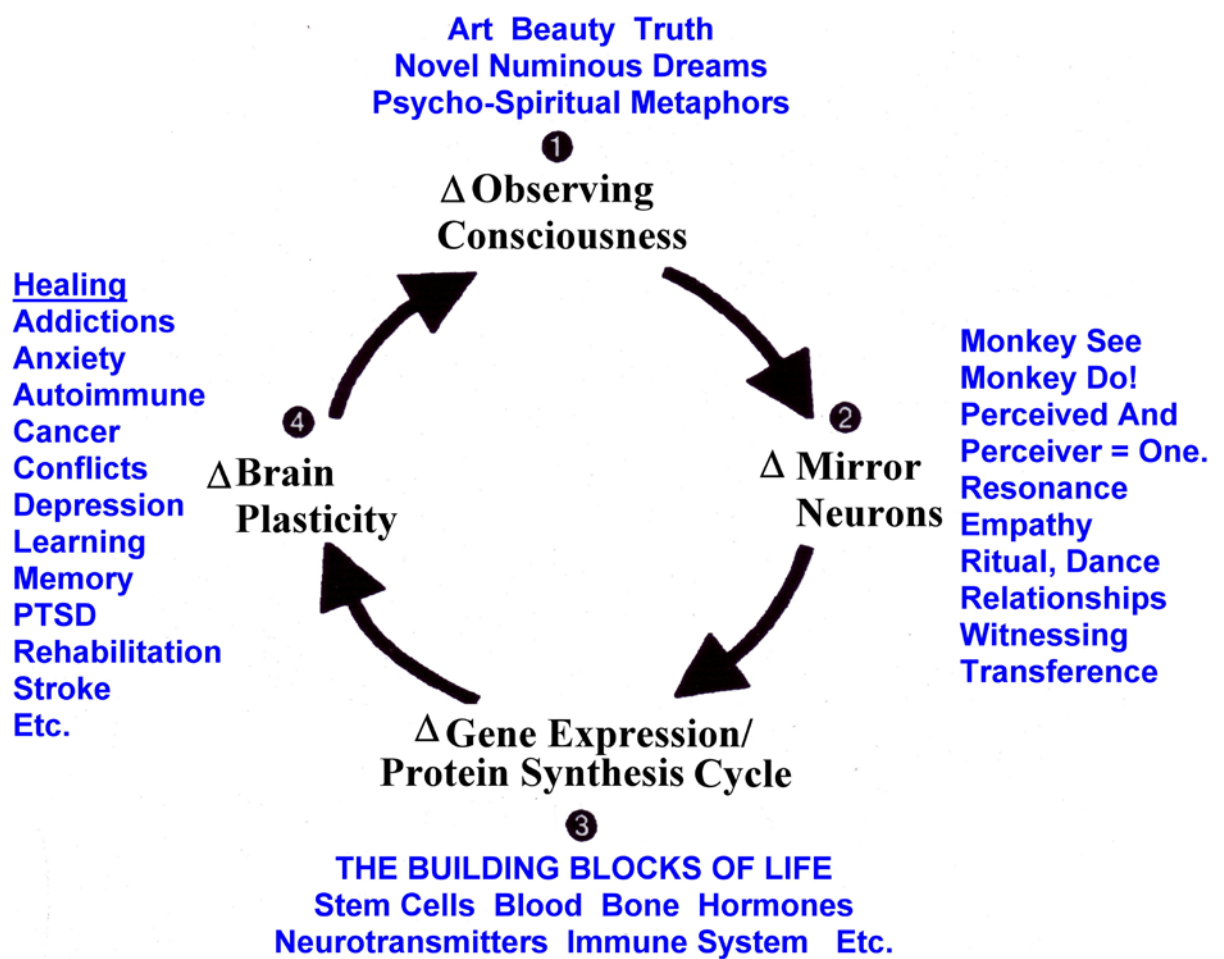 Art Beauty Truth
Novel Numinous Dreams
Psycho-Spiritual Metaphors
1
Δ Observing
Consciousness
Monkey See
Monkey Do!
Perceived And
Perceiver = One.
Resonance
Empathy
Ritual, Dance
Relationships
Witnessing
Transference
2
Δ Mirror
Neurons
Δ Gene Expression/
Protein Synthesis Cycle
3
THE BUILDING BLOCKS OF LIFE
Stem Cells Blood Bone Hormones
Neurotransmitters Immune System Etc.
4
Δ Brain
Plasticity
Healing
Addictions
Anxiety
Autoimmune
Cancer
Conflicts
Depression
Learning
Memory
PTSD
Rehabilitation
Stroke
Etc.